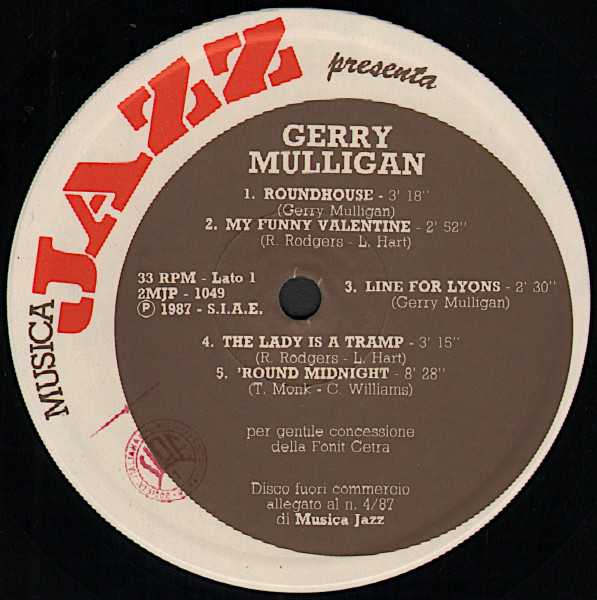 MUSICA JAZZ presenta
GERRY
MULLIGAN
1. ROUNDHOUSE - 3' 18"
(Gerry Mulligan)
2. MY FUNNY VALENTINE - 2' 52"
(R. Rodgers - L. Hart)
33 RPM - Lato 1
2MJP - 1049
Ⓟ 1987 - S.I.A.E.
3. LINE FOR LYONS - 2' 30"
(Gerry Mulligan)
4. THE LADY IS A TRAMP - 3' 15"
(R. Rodgers - L. Hart)
5. 'ROUND MIDNIGHT - 8' 28"
(T. Monk - C. Williams)
per gentile concessione
della Fonit Cetra
Disco fuori commercio
allegato al n. 4/87
di Musica Jazz